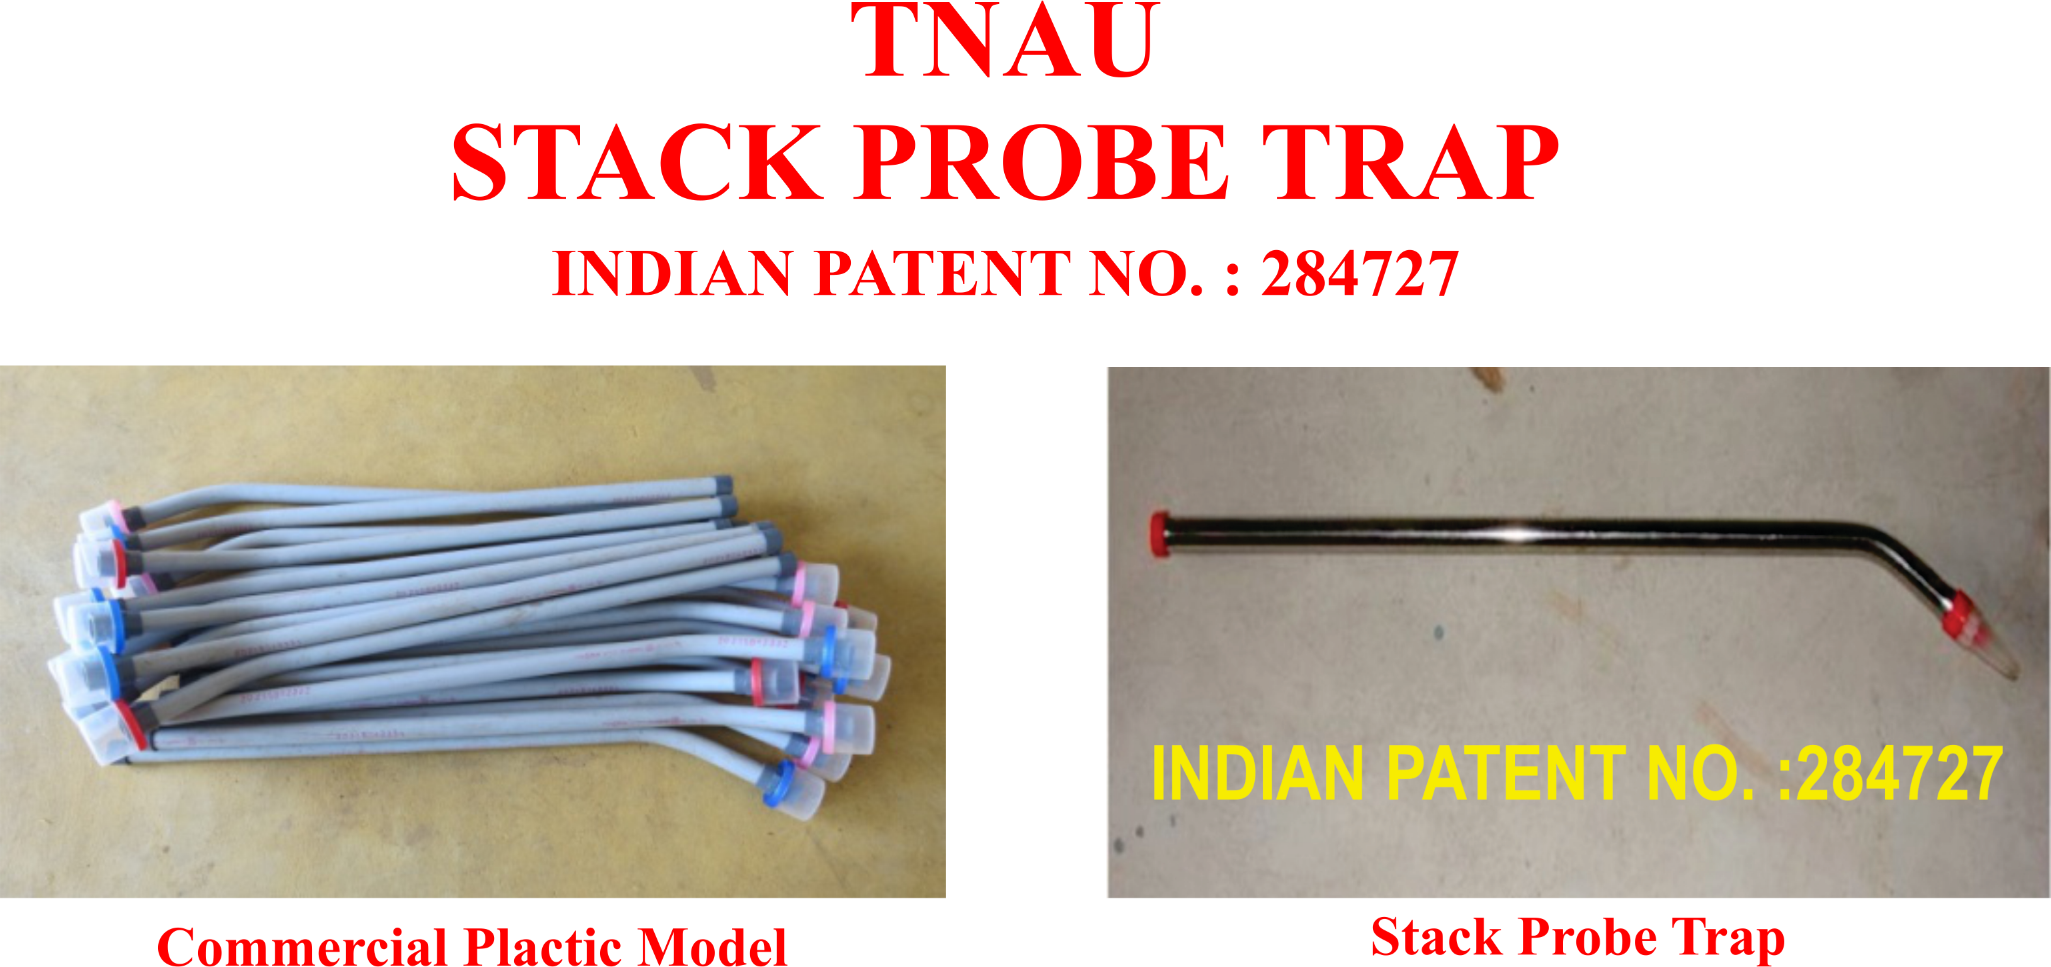 TNAU
STACK PROBE TRAP
INDIAN PATENT NO. : 284727
INDIAN PATENT NO. :284727
Commercial Plactic Model
Stack Probe Trap